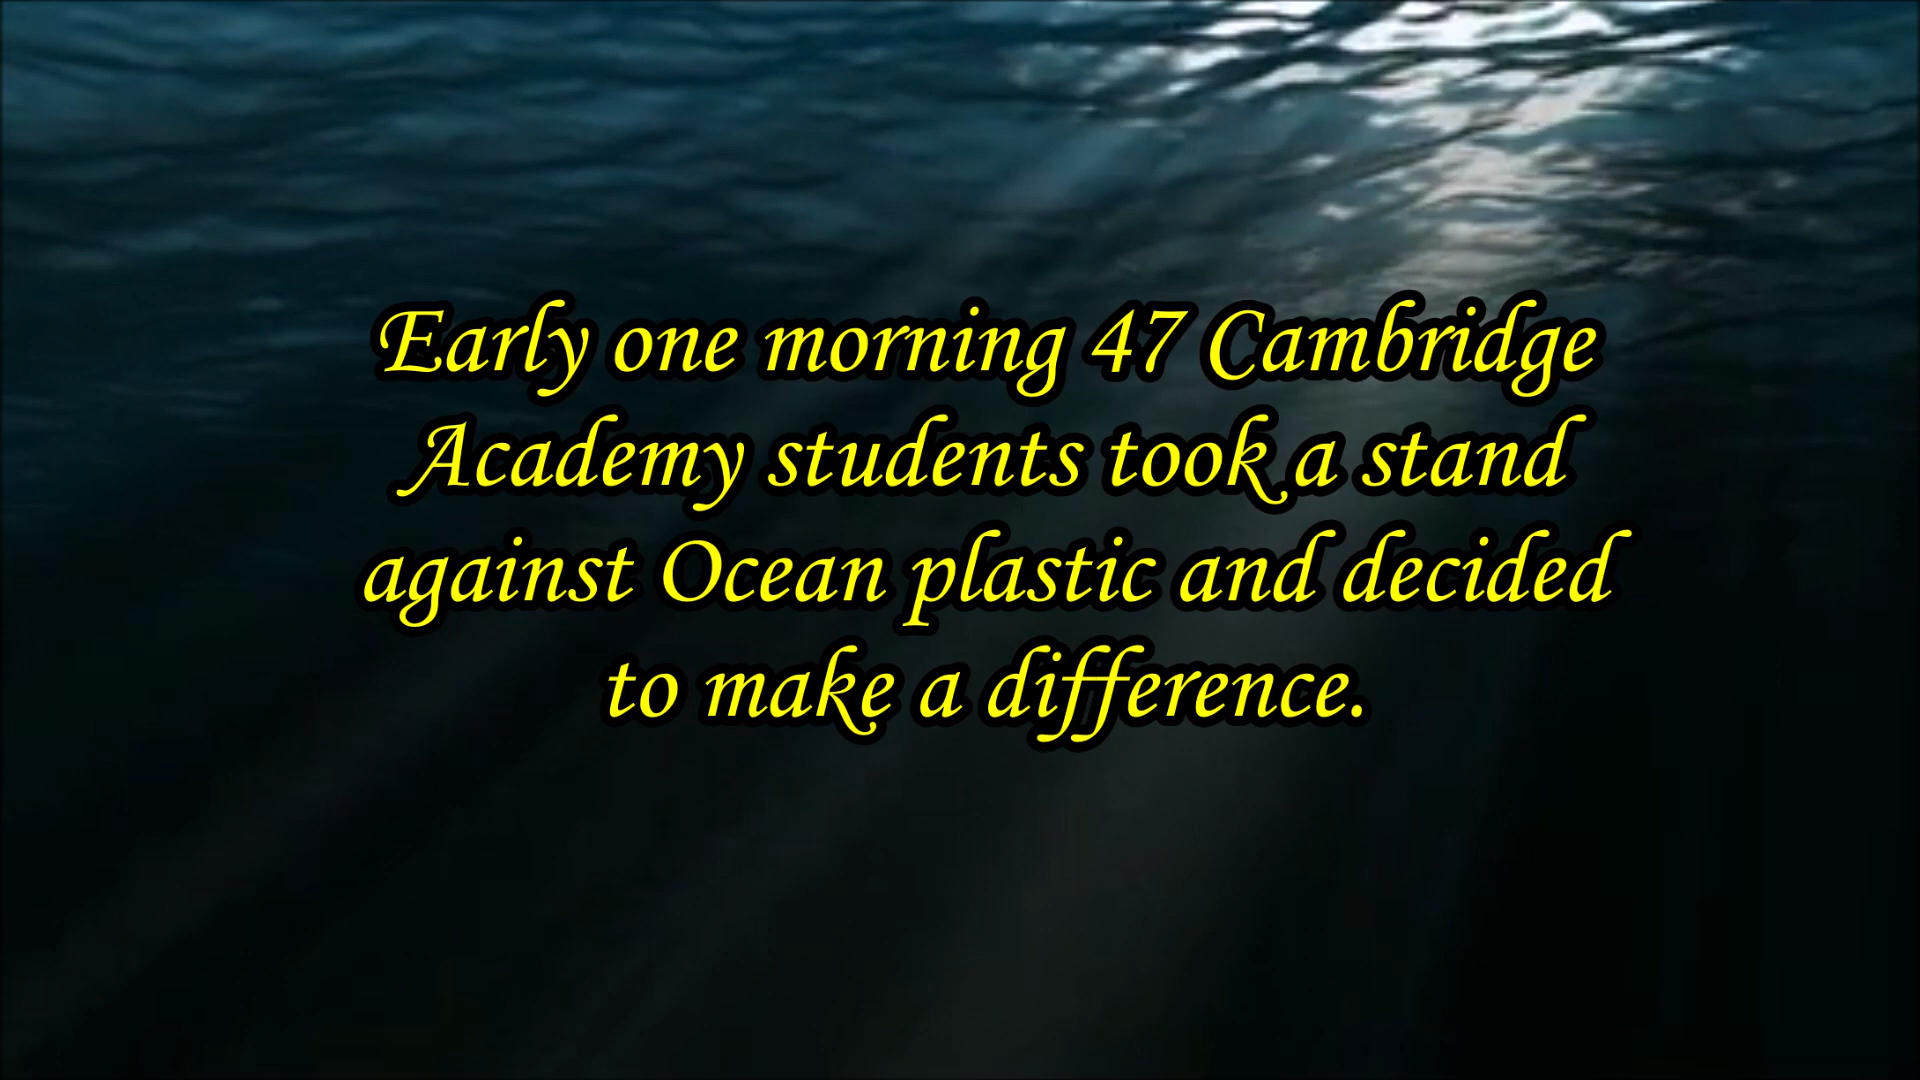 Early one morning 47 Cambridge
Academy students took a stand
against Ocean plastic and decided
to make a difference.